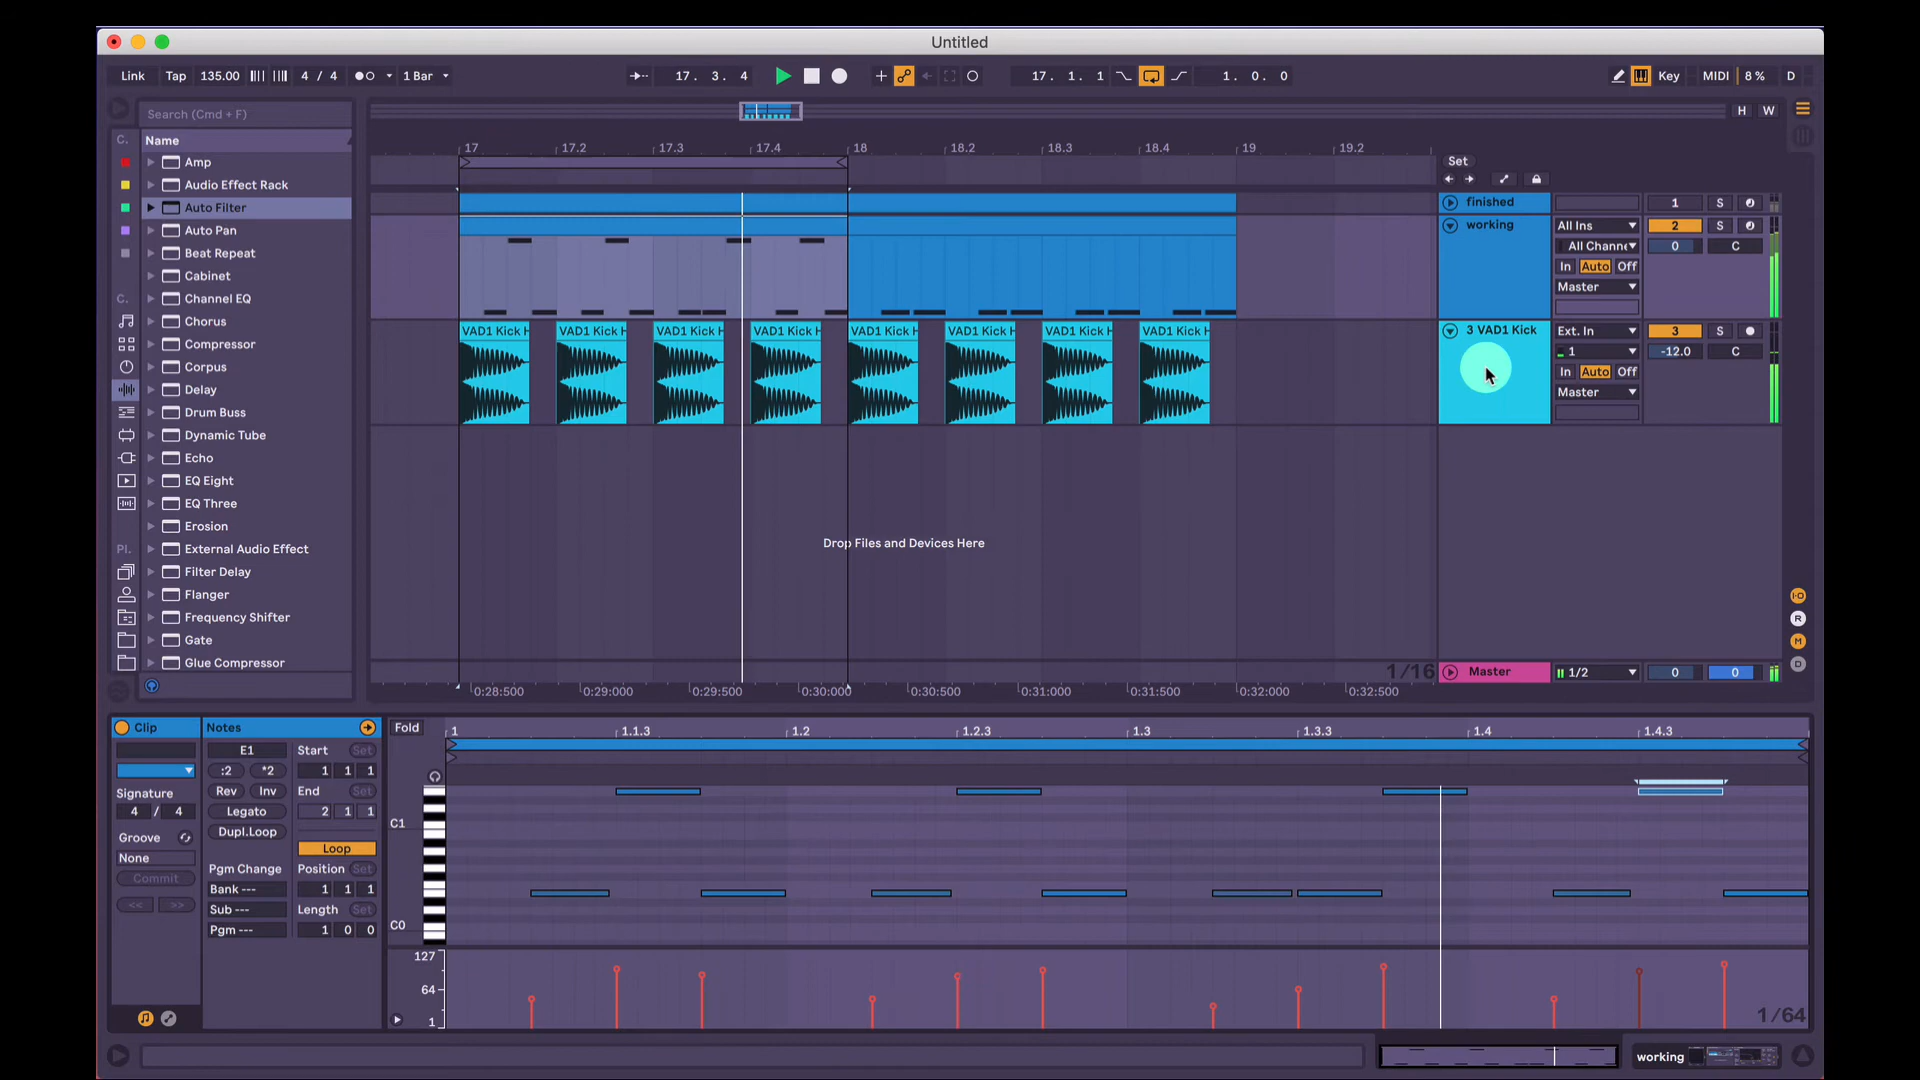 Untitled
Link Tap 135.00 4 / 4 1 Bar 17. 3. 4 17. 1. 1 1. 0. 0 Key MIDI 8 % D
Search (Cmd + F)
H W
C. Name
Amp
Audio Effect Rack
Auto Filter
Auto Pan
Beat Repeat
Cabinet
C. Channel EQ
Chorus
Compressor
Corpus
Delay
Drum Buss
Dynamic Tube
Echo
EQ Eight
EQ Three
Erosion
Pl. External Audio Effect
Filter Delay
Flanger
Frequency Shifter
Gate
Glue Compressor
17 17.2 17.3 17.4 18 18.2 18.3 18.4 19 19.2
Set
finished 1 S
working All Ins 2 S
All Channe 0 C
In Auto Off
Master
VAD1 Kick H VAD1 Kick H VAD1 Kick H VAD1 Kick H VAD1 Kick H VAD1 Kick H VAD1 Kick H VAD1 Kick H
3 VAD1 Kick Ext. In 3 S
1 -12.0 C
In Auto Off
Master
Drop Files and Devices Here
I·O
R
M
D
1/16
Master 1/2 0 0
0:28:500 0:29:000 0:29:500 0:30:000 0:30:500 0:31:000 0:31:500 0:32:000 0:32:500
Clip Notes Fold 1 1.1.3 1.2 1.2.3 1.3 1.3.3 1.4 1.4.3
E1 Start Set
:2 *2 1 1 1
Signature Rev Inv End Set
4 / 4 Legato 2 1 1
Groove Dupl.Loop
None Loop
Commit Pgm Change Position Set
Bank --- 1 1 1
<< >> Sub --- Length Set
Pgm --- 1 0 0
C1
C0
127
64
1
1/64
working